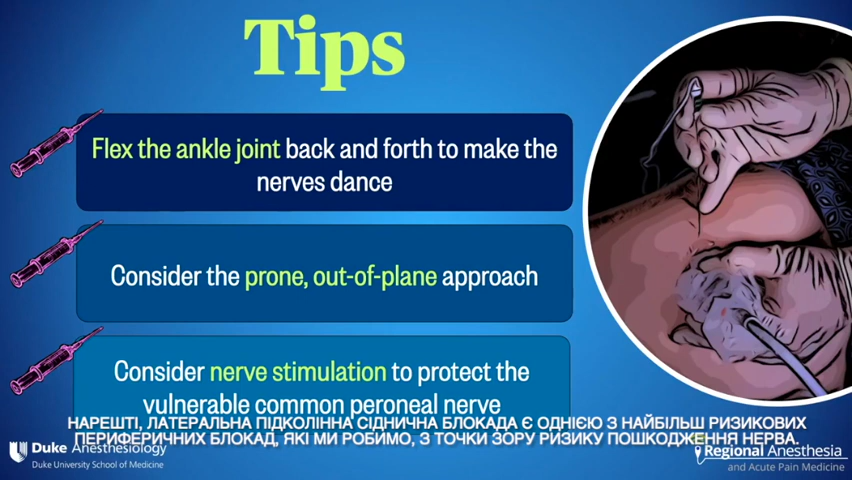 Tips
Flex the ankle joint back and forth to make the
nerves dance
Consider the prone, out-of-plane approach
Consider nerve stimulation to protect the
vulnerable common peroneal nerve
НАРЕШТІ, ЛАТЕРАЛЬНА ПІДКОЛІННА СІДНИЧНА БЛОКАДА Є ОДНІЄЮ З НАЙБІЛЬШ РИЗИКОВИХ
ПЕРИФЕРИЧНИХ БЛОКАД, ЯКІ МИ РОБИМО, З ТОЧКИ ЗОРУ РИЗИКУ ПОШКОДЖЕННЯ НЕРВА.
Duke Anesthesiology
Duke University School of Medicine
Regional Anesthesia
and Acute Pain Medicine